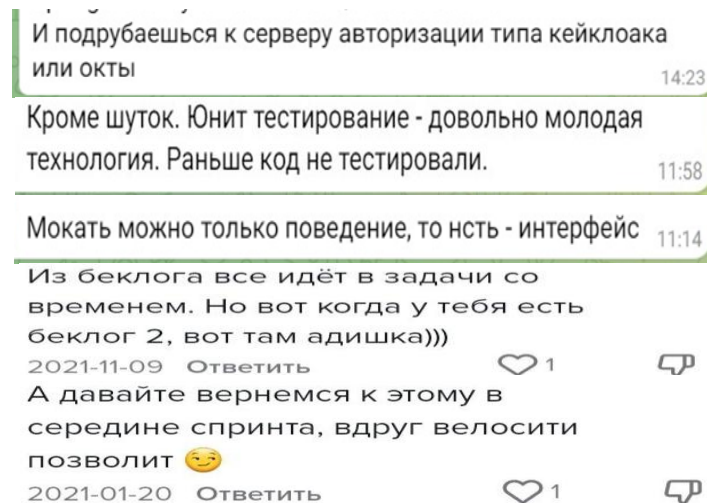 И подрубаешься к серверу авторизации типа кейклоака
или окты
14:23
Кроме шуток. Юнит тестирование - довольно молодая
технология. Раньше код не тестировали.
11:58
Мокать можно только поведение, то нсть - интерфейс
11:14
Из беклога все идёт в задачи со
временем. Но вот когда у тебя есть
беклог 2, вот там адишка)))
2021-11-09 Ответить 1
А давайте вернемся к этому в
середине спринта, вдруг велосити
позволит 😏
2021-01-20 Ответить 1